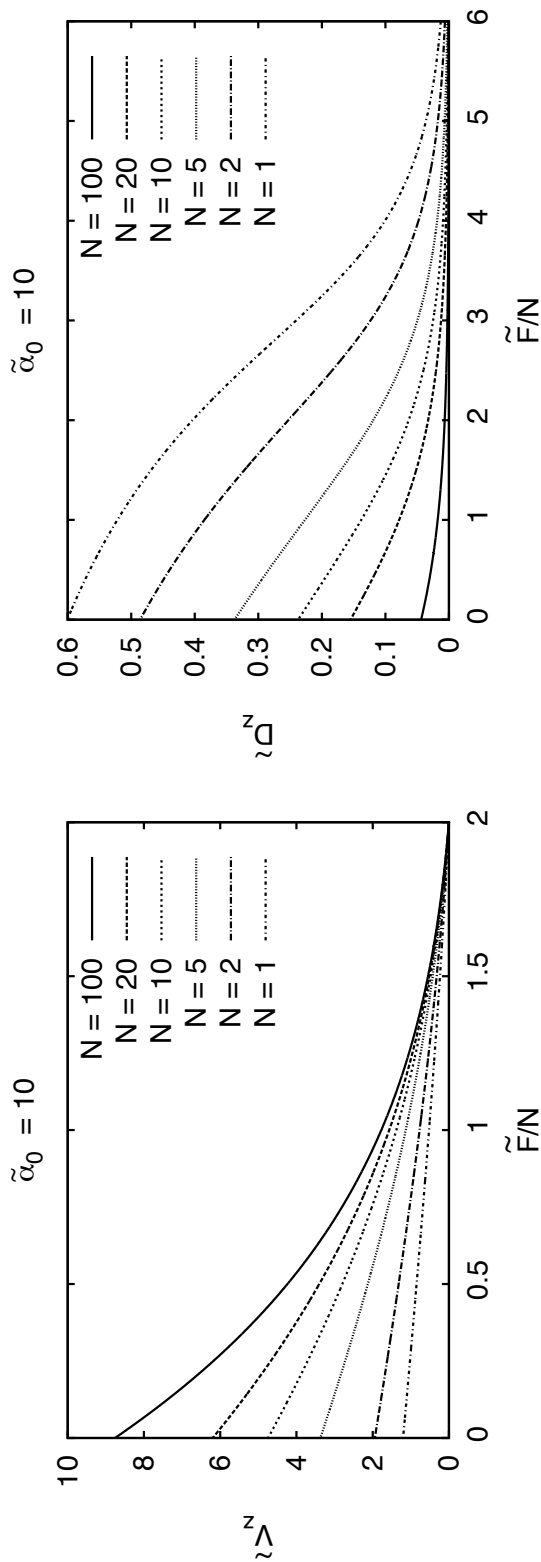 α̃₀ = 10
Ṽz
10
8
6
4
2
0
0
0.5
1
1.5
2
F̃/N
N = 100
N = 20
N = 10
N = 5
N = 2
N = 1
α̃₀ = 10
D̃z
0.6
0.5
0.4
0.3
0.2
0.1
0
0
1
2
3
4
5
6
F̃/N
N = 100
N = 20
N = 10
N = 5
N = 2
N = 1